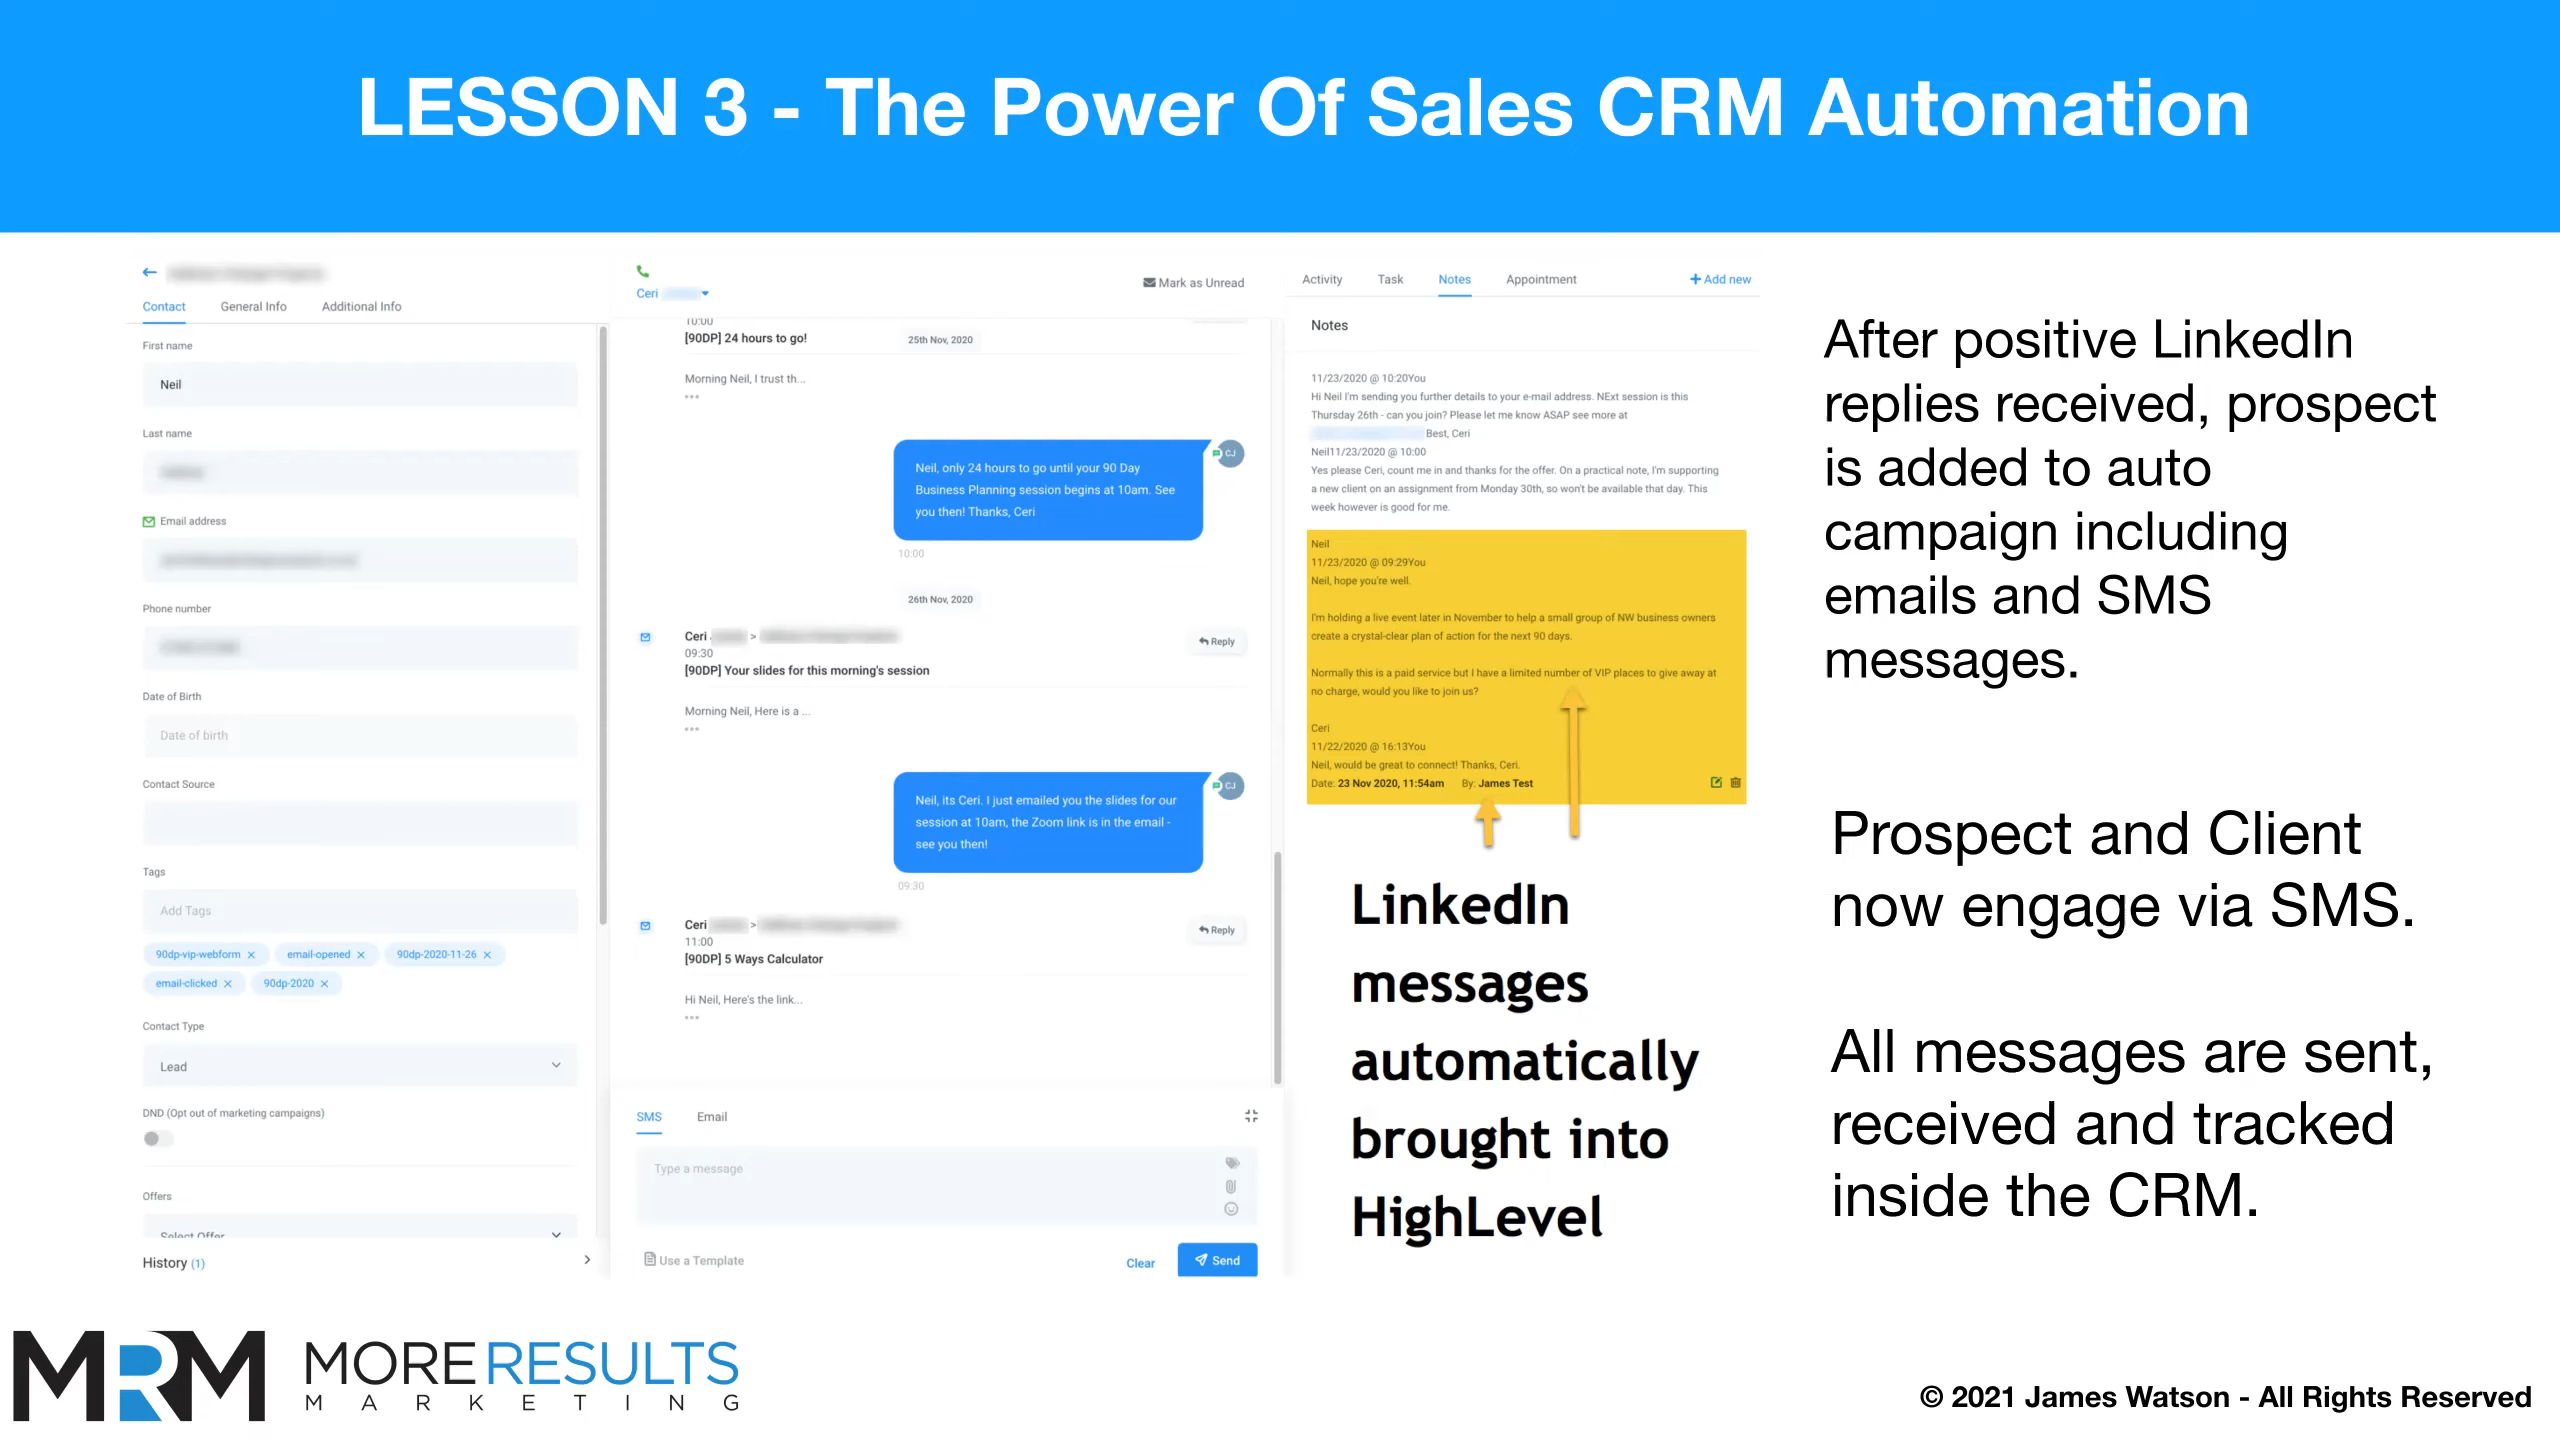 LESSON 3 - The Power Of Sales CRM Automation
Contact
General Info
Additional Info
First name
Neil
Last name
Email address
Phone number
Date of Birth
Date of birth
Contact Source
Tags
Add Tags
90dp-vip-webform
email-opened
90dp-2020-11-26
email-clicked
90dp-2020
Contact Type
Lead
DND (Opt out of marketing campaigns)
Offers
Select Offer
History (1)
Ceri
Mark as Unread
10:00
[90DP] 24 hours to go!
25th Nov, 2020
Morning Neil, I trust th...
Neil, only 24 hours to go until your 90 Day
Business Planning session begins at 10am. See
you then! Thanks, Ceri
CJ
10:00
26th Nov, 2020
Ceri >
Reply
09:30
[90DP] Your slides for this morning's session
Morning Neil, Here is a ...
Neil, its Ceri. I just emailed you the slides for our
session at 10am, the Zoom link is in the email -
see you then!
CJ
09:30
Ceri >
Reply
11:00
[90DP] 5 Ways Calculator
Hi Neil, Here's the link...
SMS
Email
Type a message
Use a Template
Clear
Send
Activity
Task
Notes
Appointment
+ Add new
Notes
11/23/2020 @ 10:20You
Hi Neil I'm sending you further details to your e-mail address. NExt session is this
Thursday 26th - can you join? Please let me know ASAP see more at
Best, Ceri
Neil11/23/2020 @ 10:00
Yes please Ceri, count me in and thanks for the offer. On a practical note, I'm supporting
a new client on an assignment from Monday 30th, so won't be available that day. This
week however is good for me.
Neil
11/23/2020 @ 09:29You
Neil, hope you're well.
I'm holding a live event later in November to help a small group of NW business owners
create a crystal-clear plan of action for the next 90 days.
Normally this is a paid service but I have a limited number of VIP places to give away at
no charge, would you like to join us?
Ceri
11/22/2020 @ 16:13You
Neil, would be great to connect! Thanks, Ceri.
Date: 23 Nov 2020, 11:54am By: James Test
LinkedIn
messages
automatically
brought into
HighLevel
After positive LinkedIn
replies received, prospect
is added to auto
campaign including
emails and SMS
messages.
Prospect and Client
now engage via SMS.
All messages are sent,
received and tracked
inside the CRM.
MRM
MORE RESULTS
MARKETING
© 2021 James Watson - All Rights Reserved